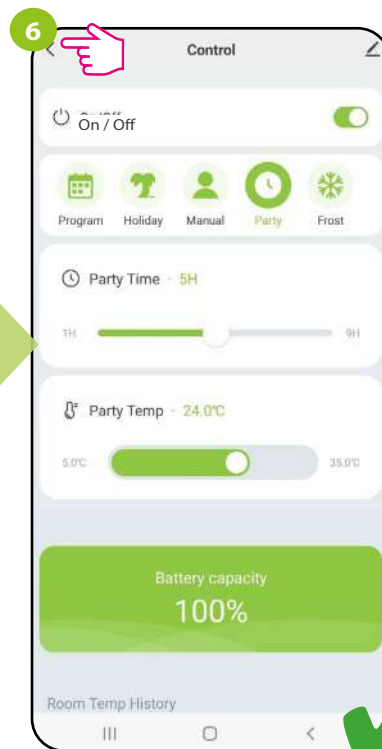 6
Control
On / Off
Program Holiday Manual Party Frost
Party Time - 5H
1H 9H
Party Temp - 24.0℃
5.0℃ 35.0℃
Battery capacity
100%
Room Temp History